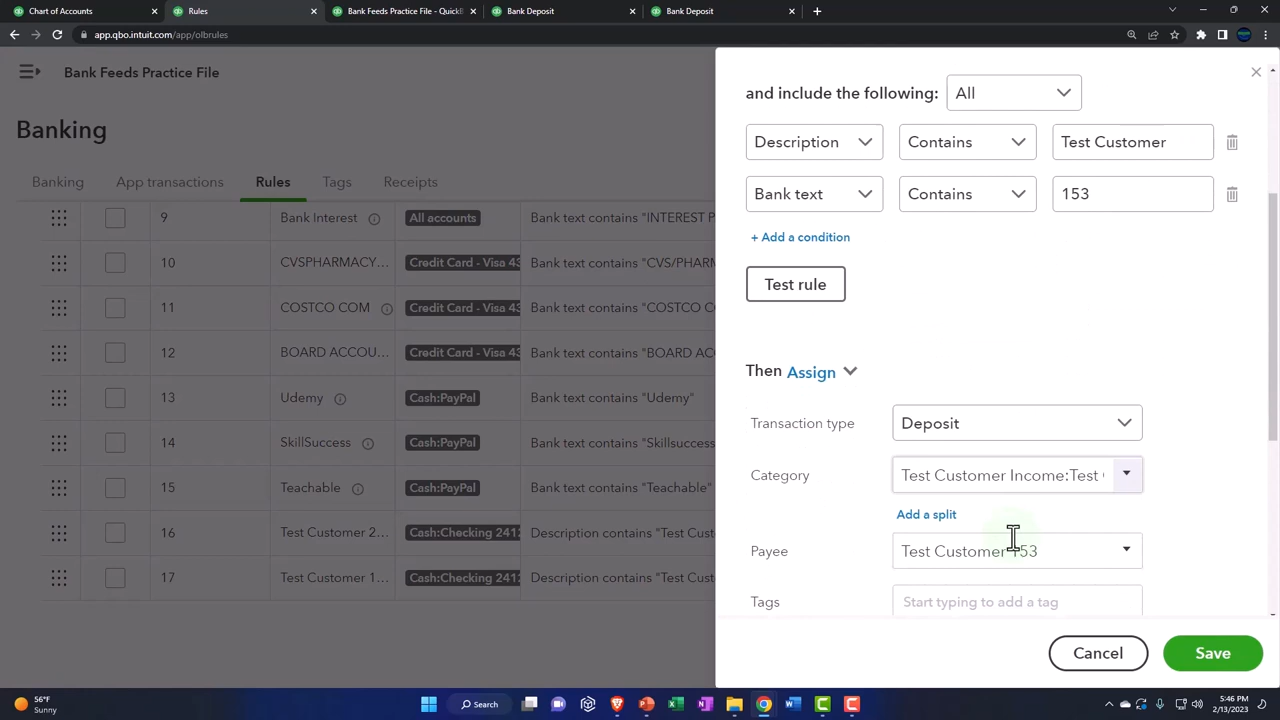 Chart of Accounts
Rules
Bank Feeds Practice File - QuickB
Bank Deposit
Bank Deposit
app.qbo.intuit.com/app/olbrules
Bank Feeds Practice File
Banking
Banking App transactions Rules Tags Receipts
9 Bank Interest All accounts Bank text contains "INTEREST P
10 CVSPHARMACY... Credit Card - Visa 43 Bank text contains "CVS/PHARM
11 COSTCO COM Credit Card - Visa 43 Bank text contains "COSTCO CO
12 BOARD ACCOU... Credit Card - Visa 43 Bank text contains "BOARD AC
13 Udemy Cash:PayPal Bank text contains "Udemy"
14 SkillSuccess Cash:PayPal Bank text contains "Skillsuccess
15 Teachable Cash:PayPal Bank text contains "Teachable"
16 Test Customer 2... Cash:Checking 2412 Bank text contains "Test Custo
17 Test Customer 1... Cash:Checking 2412 Description contains "Test Cust
and include the following: All
Description Contains Test Customer
Bank text Contains 153
+ Add a condition
Test rule
Then Assign
Transaction type Deposit
Category Test Customer Income:Test
Add a split
Payee Test Customer 153
Tags Start typing to add a tag
Cancel Save
56°F
Sunny
Search
5:46 PM
2/13/2023